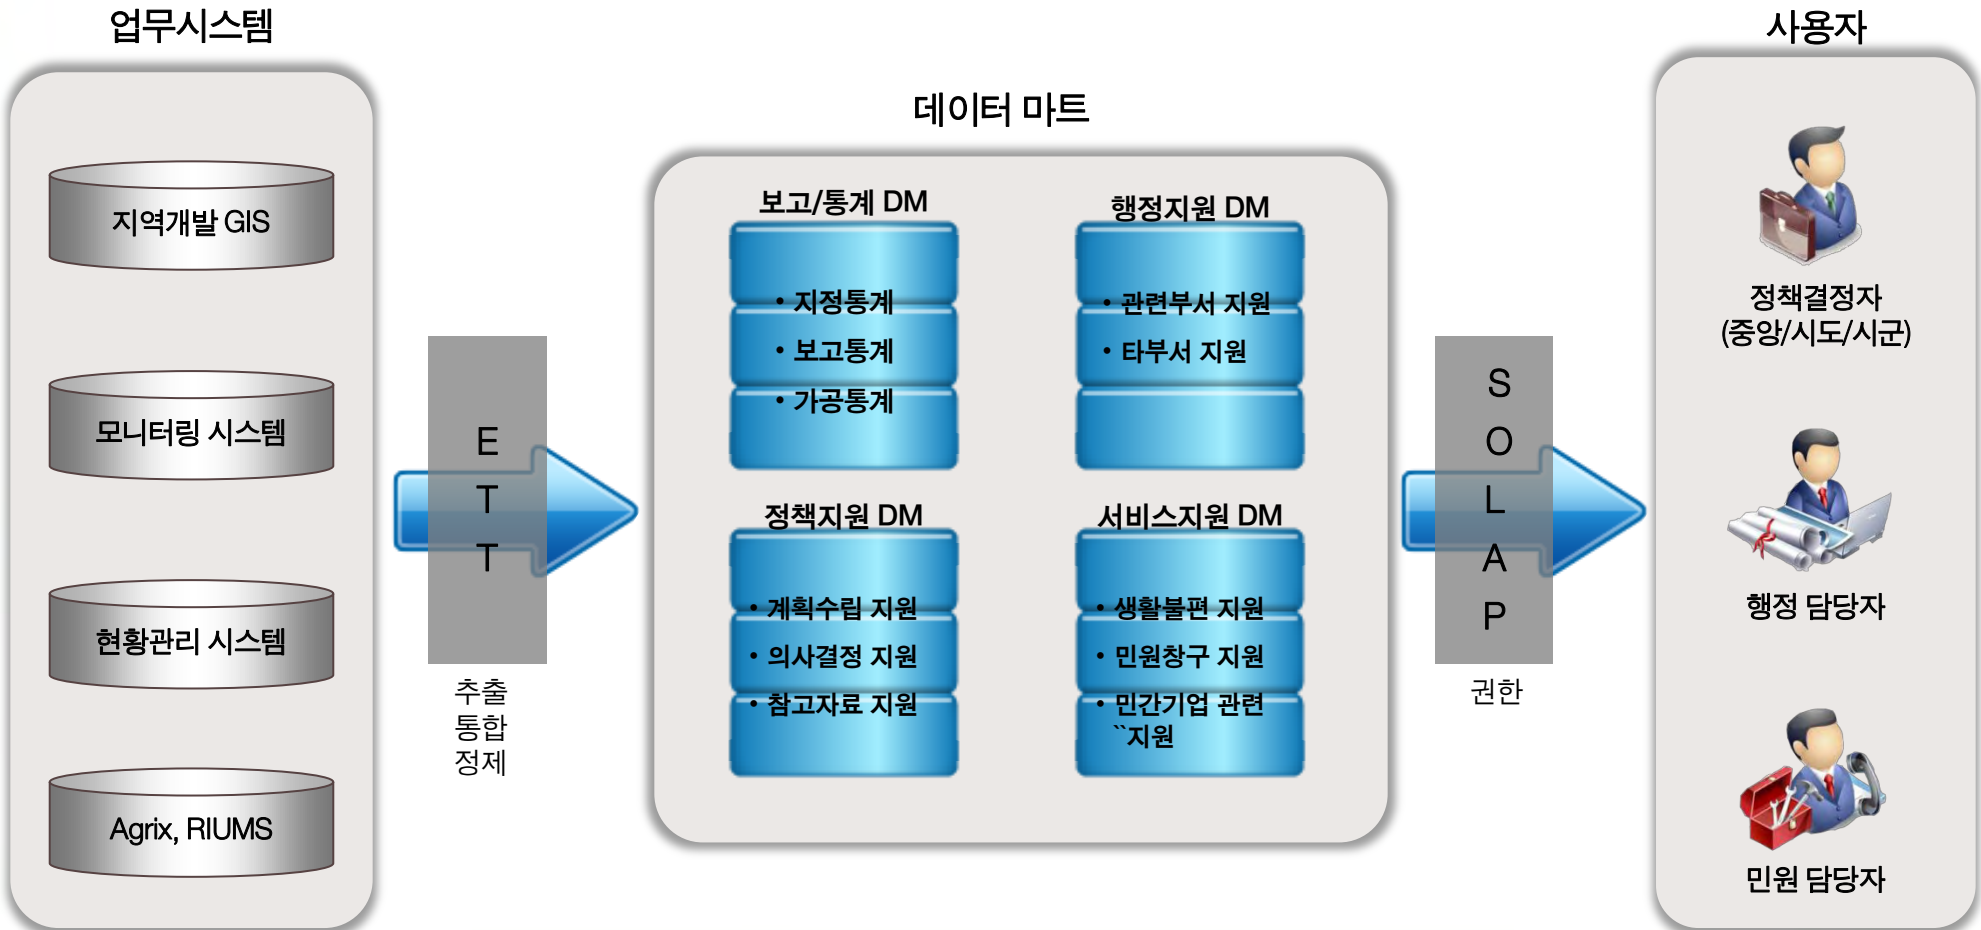 업무시스템
지역개발 GIS
모니터링 시스템
현황관리 시스템
Agrix, RIUMS
E
T
T
추출
통합
정제
데이터 마트
보고/통계 DM
• 지정통계
• 보고통계
• 가공통계
행정지원 DM
• 관련부서 지원
• 타부서 지원
정책지원 DM
• 계획수립 지원
• 의사결정 지원
• 참고자료 지원
서비스지원 DM
• 생활불편 지원
• 민원창구 지원
• 민간기업 관련
``지원
S
O
L
A
P
권한
사용자
정책결정자
(중앙/시도/시군)
행정 담당자
민원 담당자